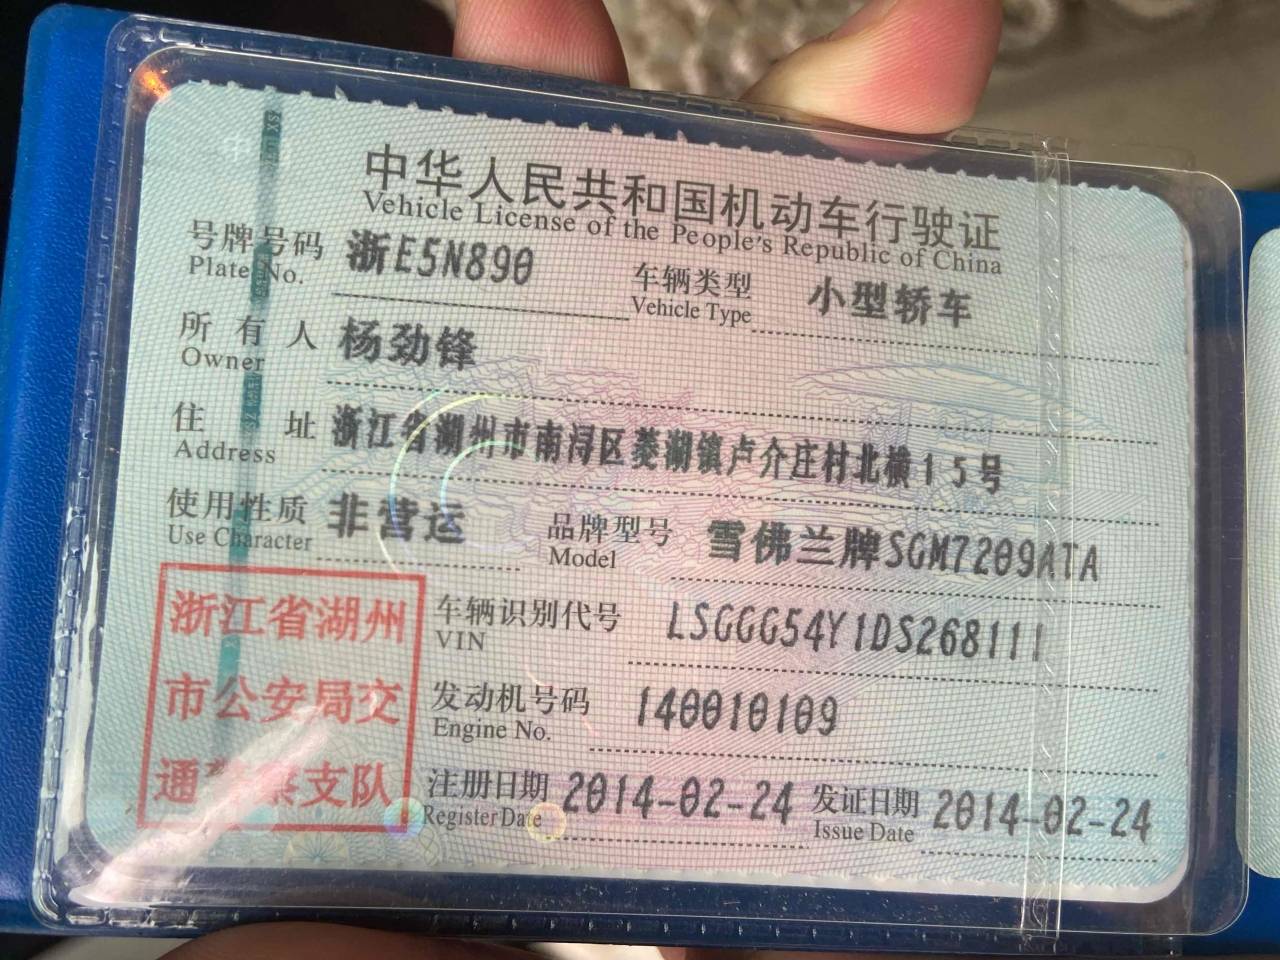 中华人民共和国机动车行驶证
Vehicle License of the People's Republic of China
号牌号码 浙E5N890 车辆类型 小型轿车
Plate No. Vehicle Type
所有人 杨劲锋
Owner
住址 浙江省湖州市南浔区菱湖镇卢介庄村北横15号
Address
使用性质 非营运 品牌型号 雪佛兰牌SGM7209ATA
Use Character Model
浙江省湖州
市公安局交
通警察支队
车辆识别代号 LSGGG54Y1DS268111
VIN
发动机号码 140010109
Engine No.
注册日期 2014-02-24 发证日期 2014-02-24
Register Date Issue Date